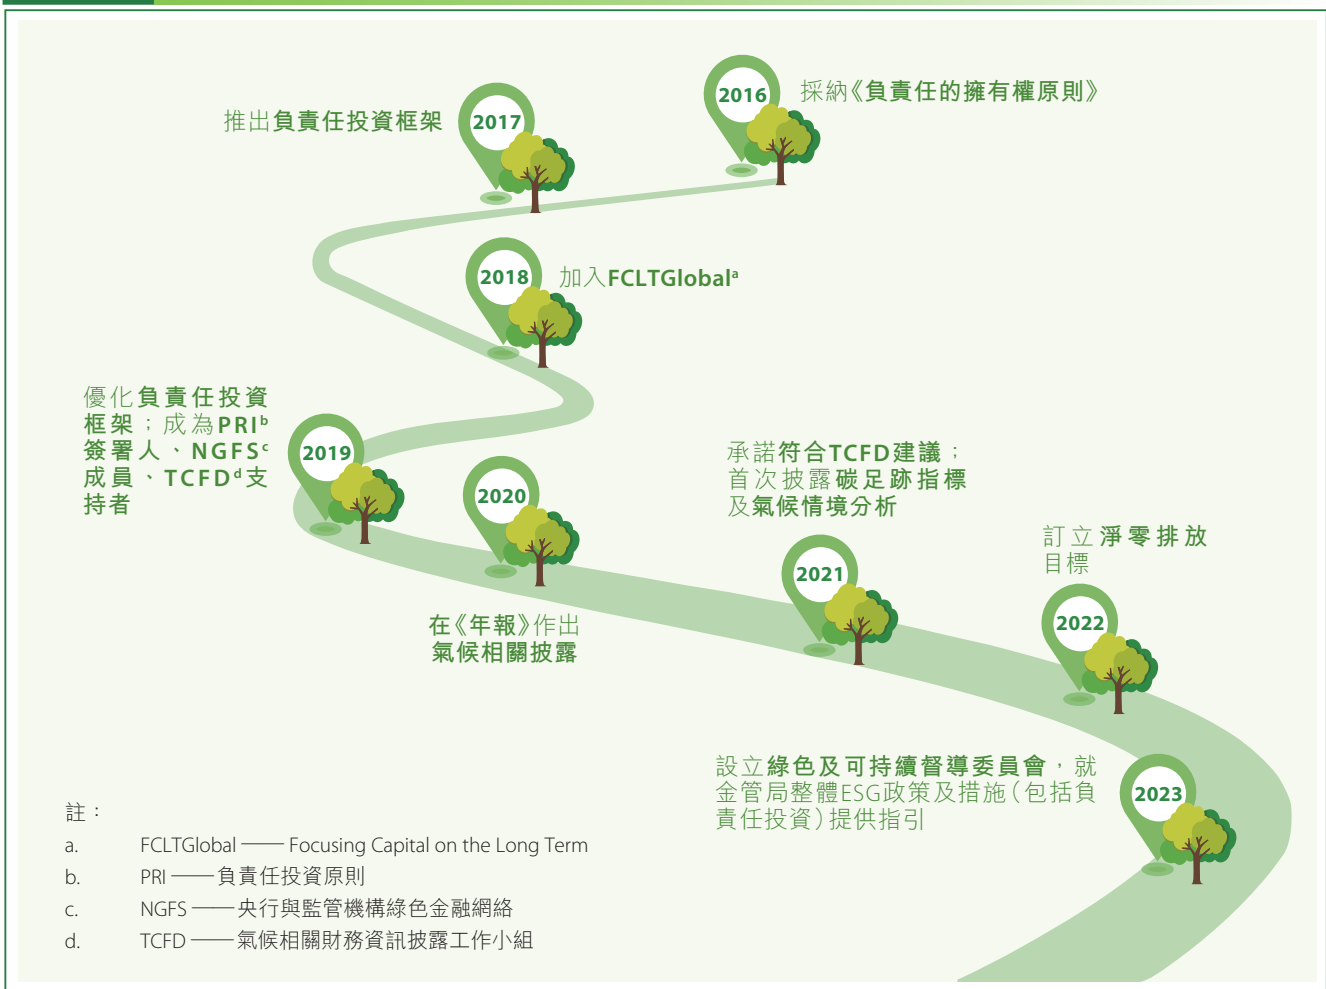 2016
採納《負責任的擁有權原則》
2017
推出負責任投資框架
2018
加入FCLTGlobalᵃ
2019
優化負責任投資
框架；成為PRIᵇ
簽署人、NGFSᶜ
成員、TCFDᵈ支
持者
2020
在《年報》作出
氣候相關披露
2021
承諾符合TCFD建議；
首次披露碳足跡指標
及氣候情境分析
2022
訂立淨零排放
目標
2023
設立綠色及可持續督導委員會，就
金管局整體ESG政策及措施（包括負
責任投資）提供指引
註：
a. FCLTGlobal —— Focusing Capital on the Long Term
b. PRI —— 負責任投資原則
c. NGFS —— 央行與監管機構綠色金融網絡
d. TCFD —— 氣候相關財務資訊披露工作小組